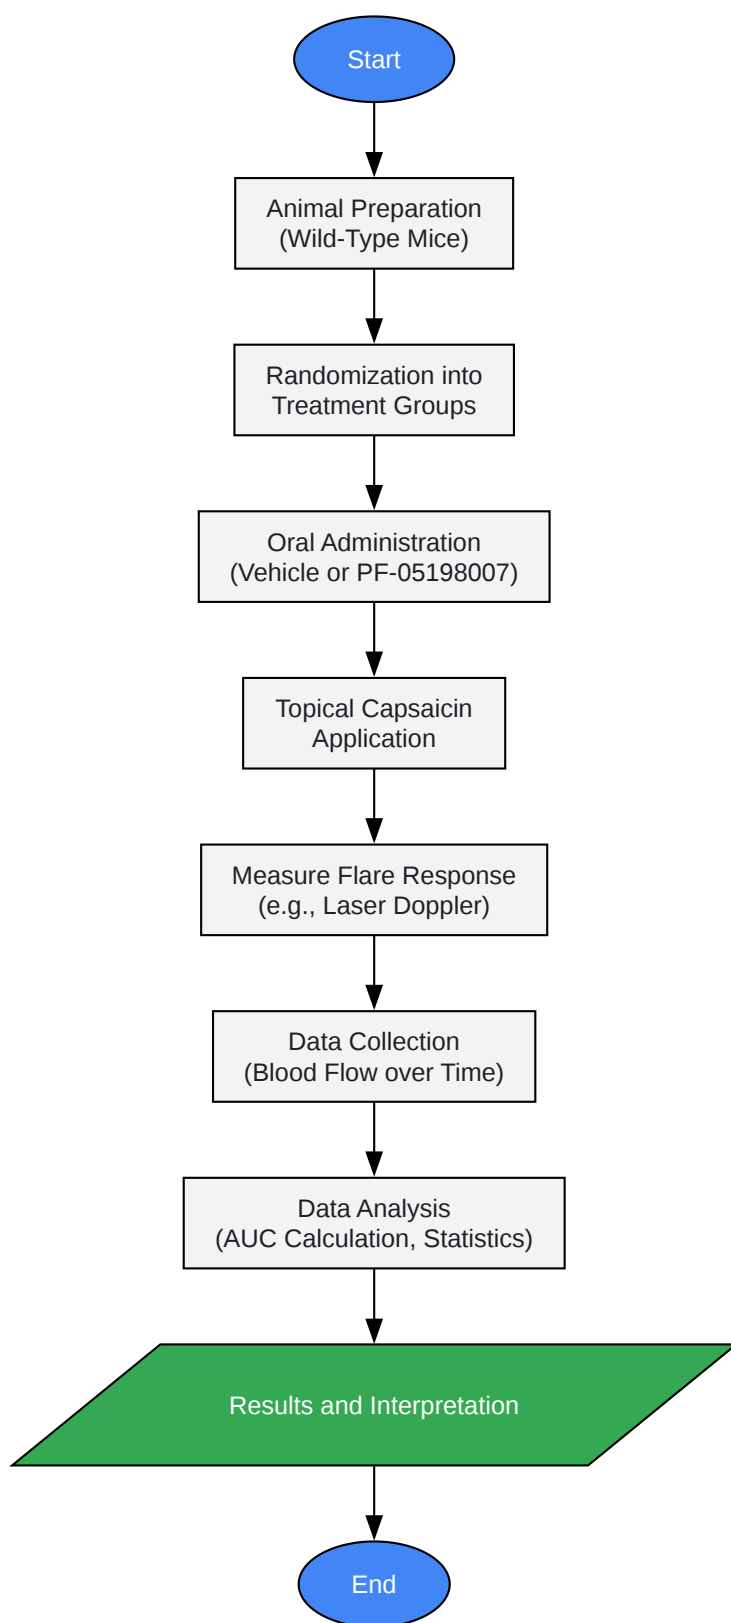 Start
Animal Preparation
(Wild-Type Mice)
Randomization into
Treatment Groups
Oral Administration
(Vehicle or PF-05198007)
Topical Capsaicin
Application
Measure Flare Response
(e.g., Laser Doppler)
Data Collection
(Blood Flow over Time)
Data Analysis
(AUC Calculation, Statistics)
Results and Interpretation
End